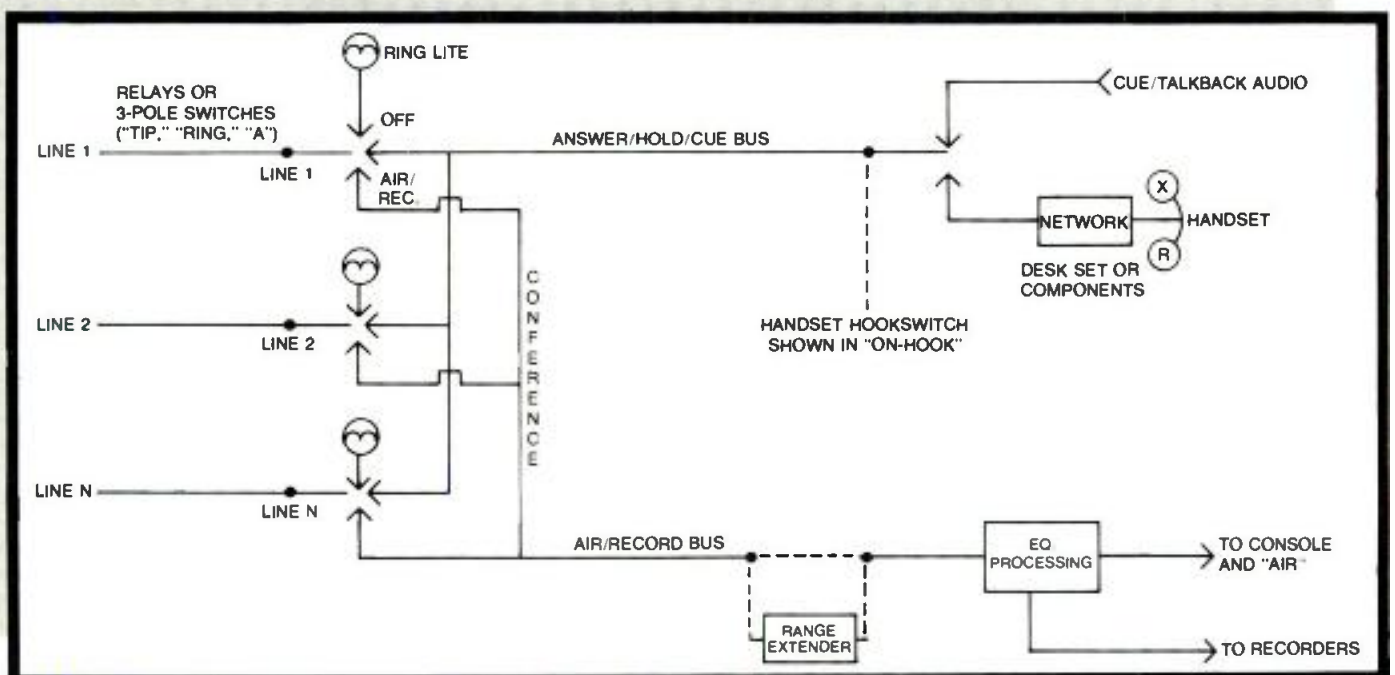 RING LITE
RELAYS OR
3-POLE SWITCHES
("TIP," "RING," "A")
OFF
CUE/TALKBACK AUDIO
LINE 1
LINE 1
ANSWER/HOLD/CUE BUS
AIR/
REC.
X
NETWORK
HANDSET
R
DESK SET OR
COMPONENTS
CONFERENCE
LINE 2
LINE 2
HANDSET HOOKSWITCH
SHOWN IN "ON-HOOK"
LINE N
LINE N
AIR/RECORD BUS
EQ
PROCESSING
TO CONSOLE
AND "AIR"
RANGE
EXTENDER
TO RECORDERS